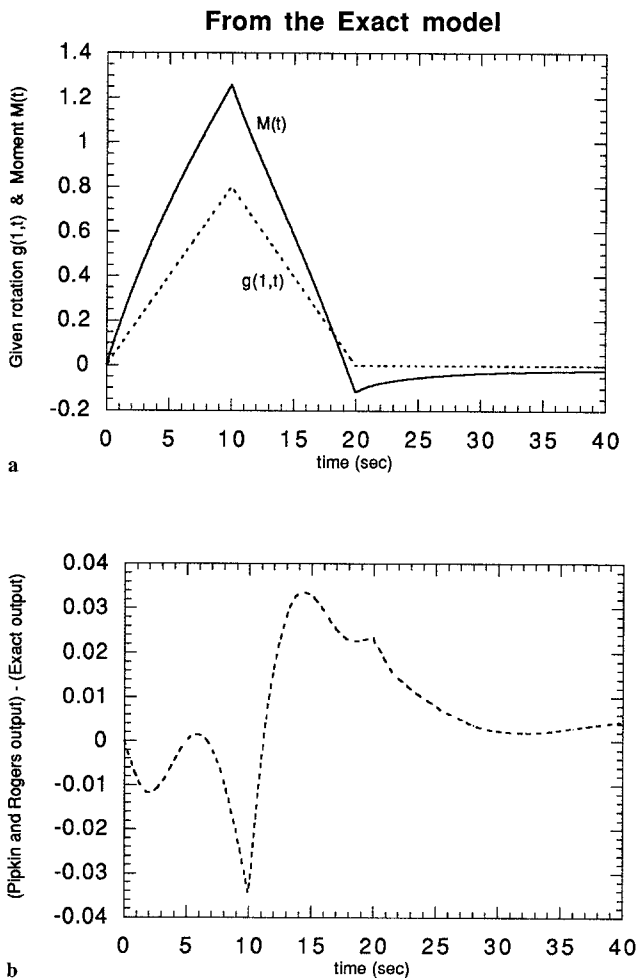 From the Exact model
Given rotation g(1,t) & Moment M(t)
1.4
1.2
1
0.8
0.6
0.4
0.2
0
-0.2
M(t)
g(1,t)
0 5 10 15 20 25 30 35 40
time (sec)
a
(Pipkin and Rogers output) - (Exact output)
0.04
0.03
0.02
0.01
0
-0.01
-0.02
-0.03
-0.04
0 5 10 15 20 25 30 35 40
time (sec)
b